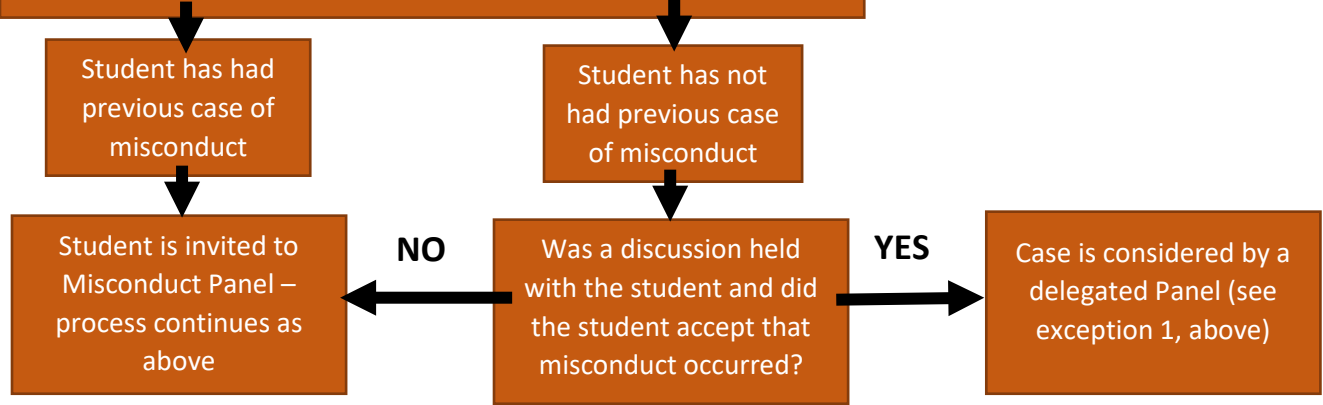 Student has had
previous case of
misconduct
Student has not
had previous case
of misconduct
Student is invited to
Misconduct Panel –
process continues as
above
NO
Was a discussion held
with the student and did
the student accept that
misconduct occurred?
YES
Case is considered by a
delegated Panel (see
exception 1, above)